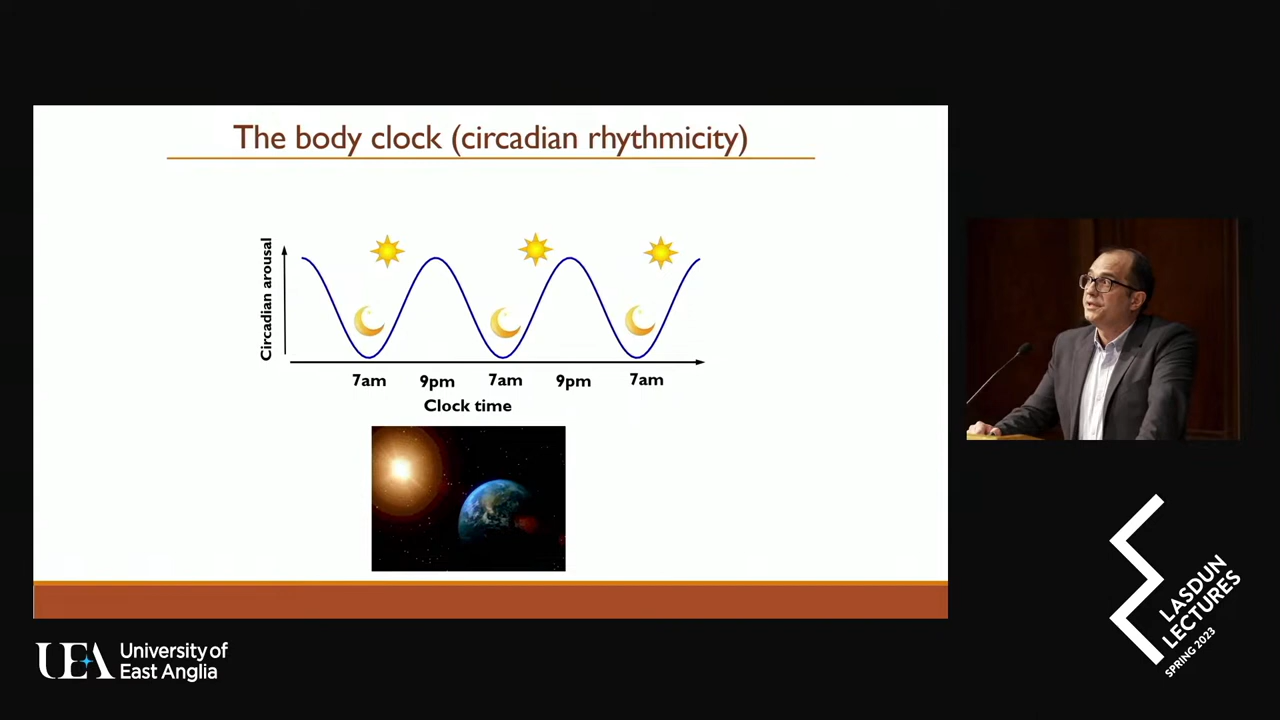 The body clock (circadian rhythmicity)
Circadian arousal
7am 9pm 7am 9pm 7am
Clock time
UEA University of
East Anglia
LASDUN
LECTURES
SPRING 2023